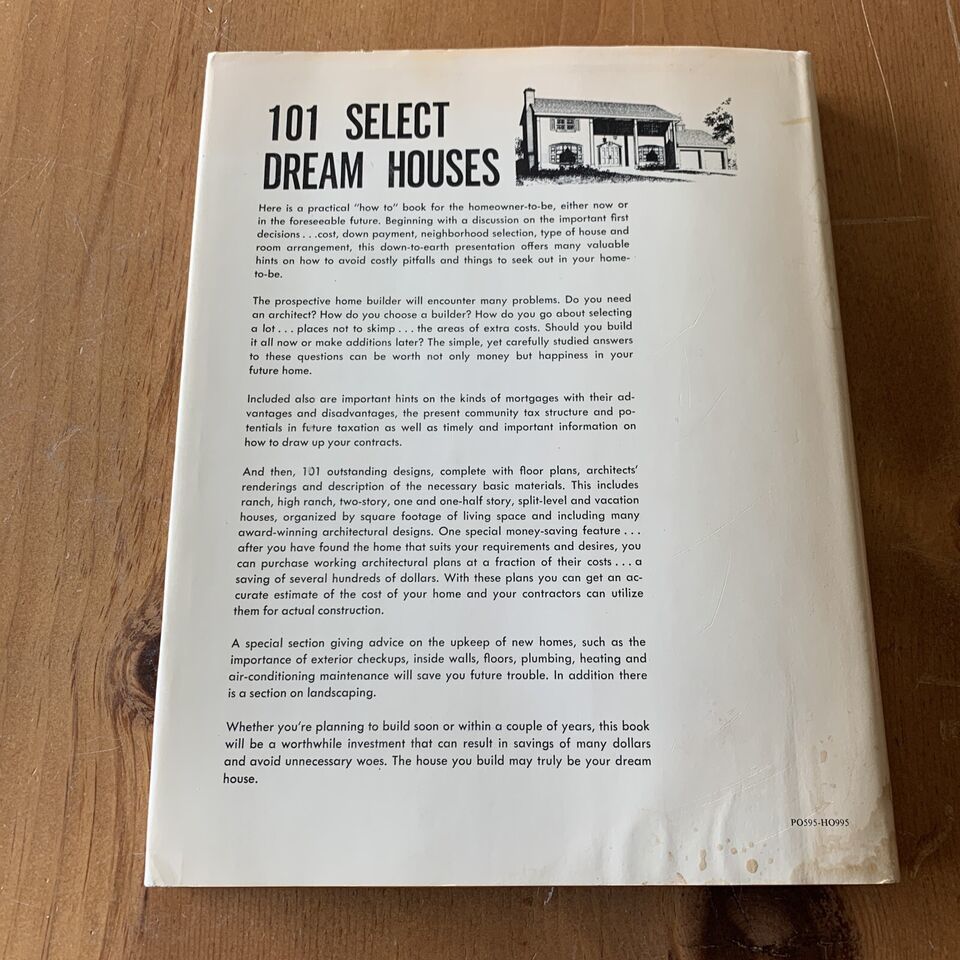 101 SELECT
DREAM HOUSES
Here is a practical "how to" book for the homeowner-to-be, either now or
in the foreseeable future. Beginning with a discussion on the important first
decisions . . .cost, down payment, neighborhood selection, type of house and
room arrangement, this down-to-earth presentation offers many valuable
hints on how to avoid costly pitfalls and things to seek out in your home-
to-be.
The prospective home builder will encounter many problems. Do you need
an architect? How do you choose a builder? How do you go about selecting
a lot . . . places not to skimp . . . the areas of extra costs. Should you build
it all now or make additions later? The simple, yet carefully studied answers
to these questions can be worth not only money but happiness in your
future home.
Included also are important hints on the kinds of mortgages with their ad-
vantages and disadvantages, the present community tax structure and po-
tentials in future taxation as well as timely and important information on
how to draw up your contracts.
And then, 101 outstanding designs, complete with floor plans, architects'
renderings and description of the necessary basic materials. This includes
ranch, high ranch, two-story, one and one-half story, split-level and vacation
houses, organized by square footage of living space and including many
award-winning architectural designs. One special money-saving feature . . .
after you have found the home that suits your requirements and desires, you
can purchase working architectural plans at a fraction of their costs . . . a
saving of several hundreds of dollars. With these plans you can get an ac-
curate estimate of the cost of your home and your contractors can utilize
them for actual construction.
A special section giving advice on the upkeep of new homes, such as the
importance of exterior checkups, inside walls, floors, plumbing, heating and
air-conditioning maintenance will save you future trouble. In addition there
is a section on landscaping.
Whether you're planning to build soon or within a couple of years, this book
will be a worthwhile investment that can result in savings of many dollars
and avoid unnecessary woes. The house you build may truly be your dream
house.
PO595-HO995